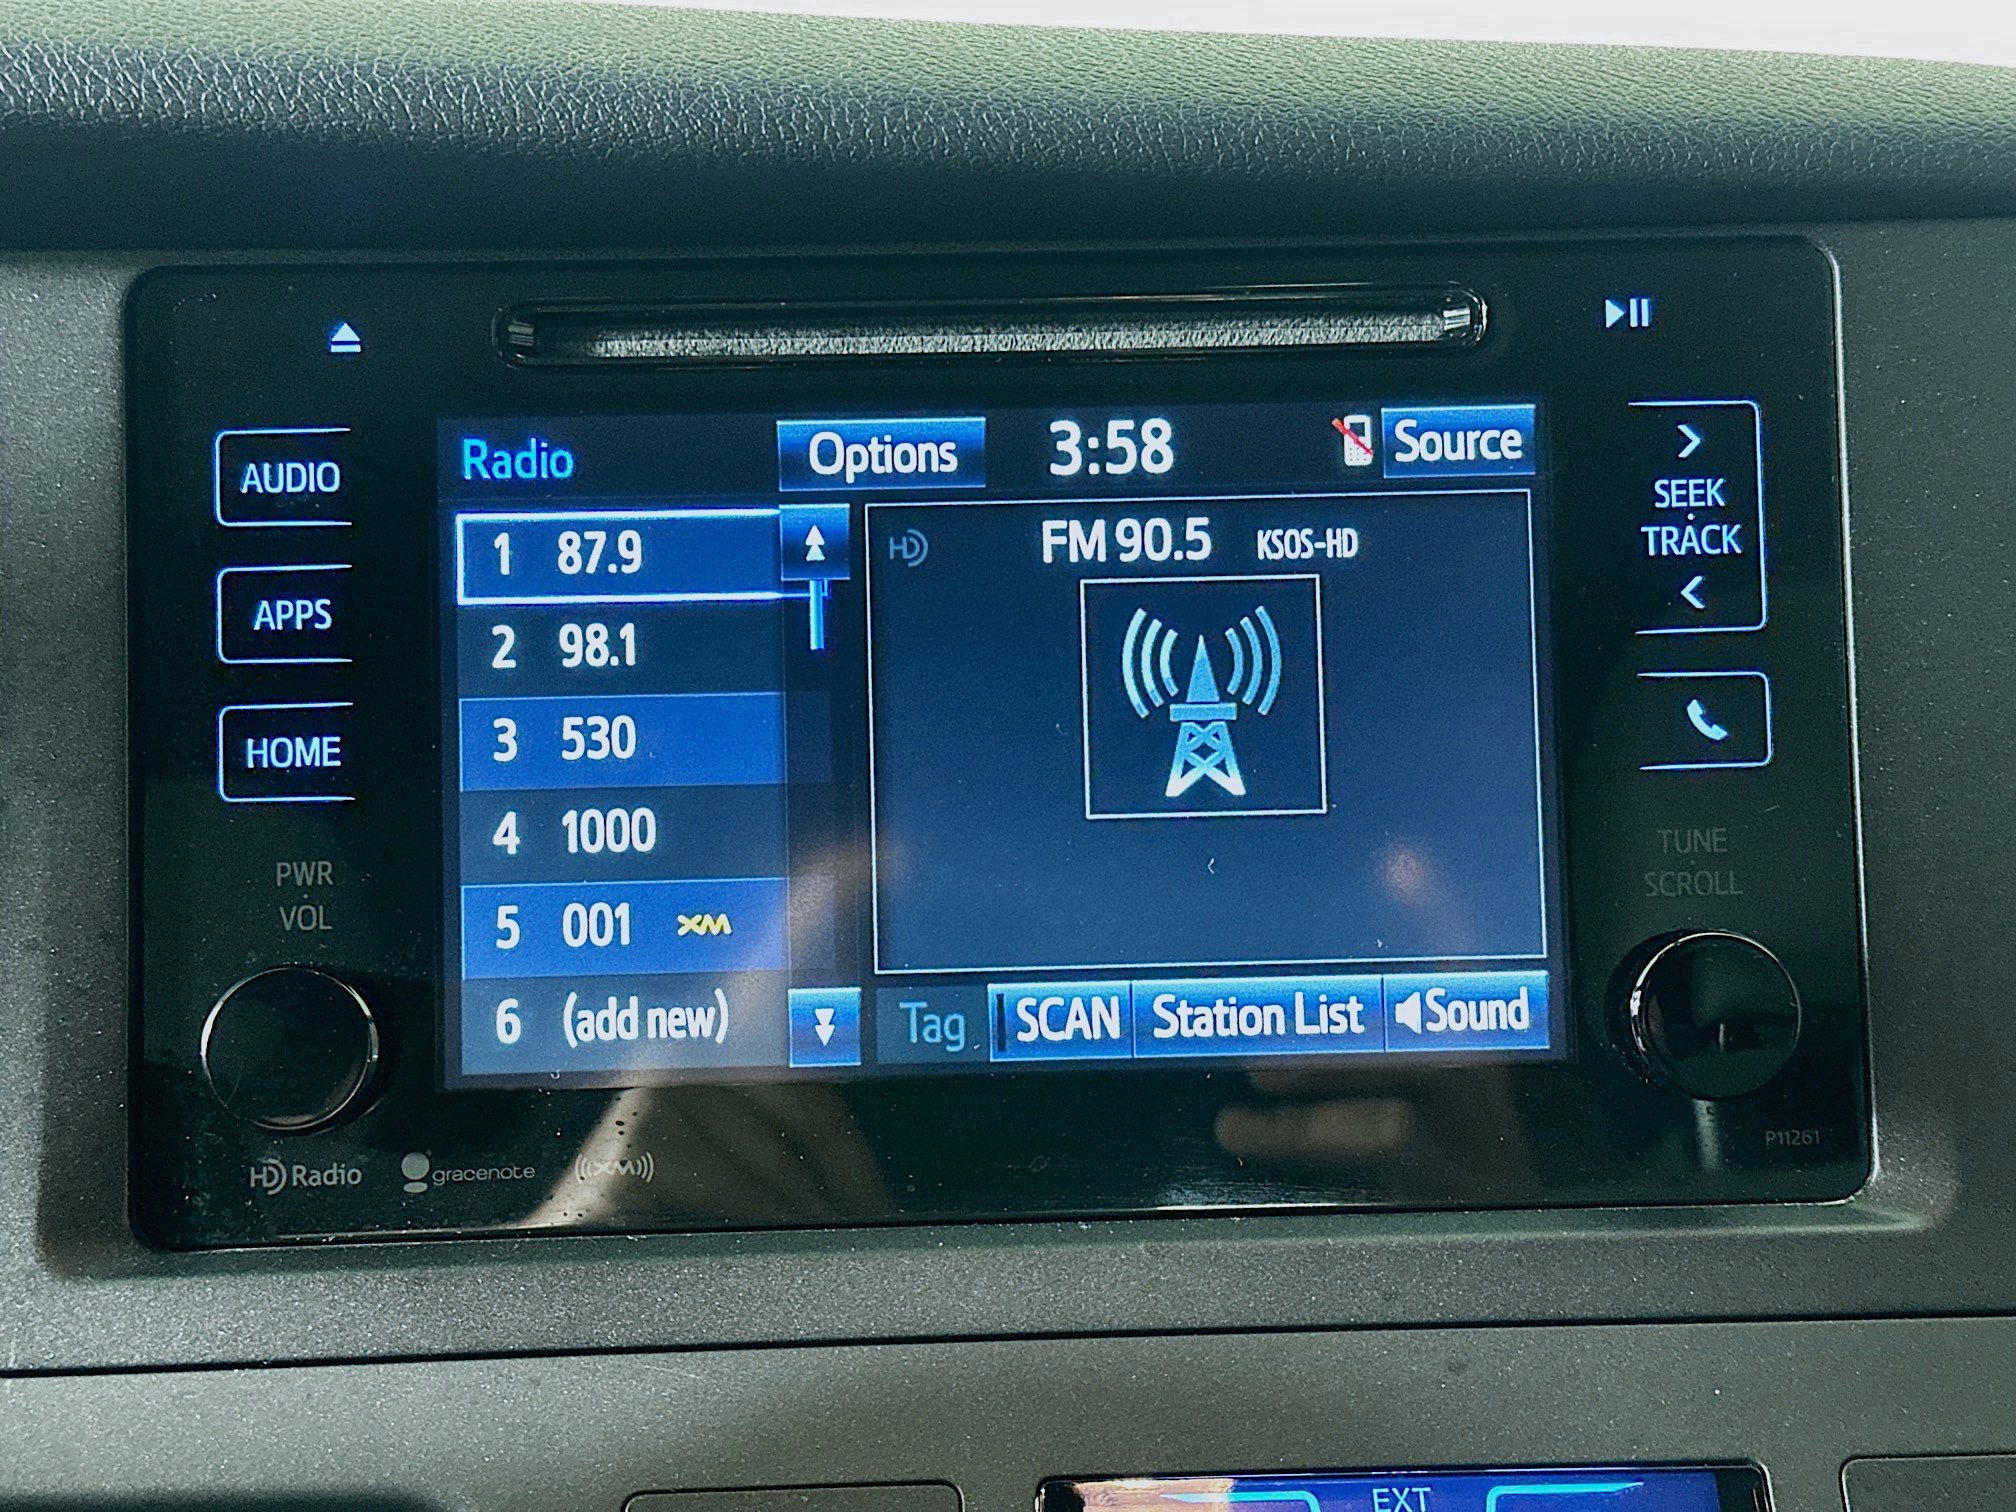 AUDIO
APPS
HOME
PWR
VOL
Radio
Options
3:58
Source
1 87.9
2 98.1
3 530
4 1000
5 001 XM
6 (add new)
HD
FM 90.5 KSOS-HD
Tag
SCAN
Station List
Sound
SEEK
TRACK
TUNE
SCROLL
HD Radio
gracenote
((XM))
P11261
EXT